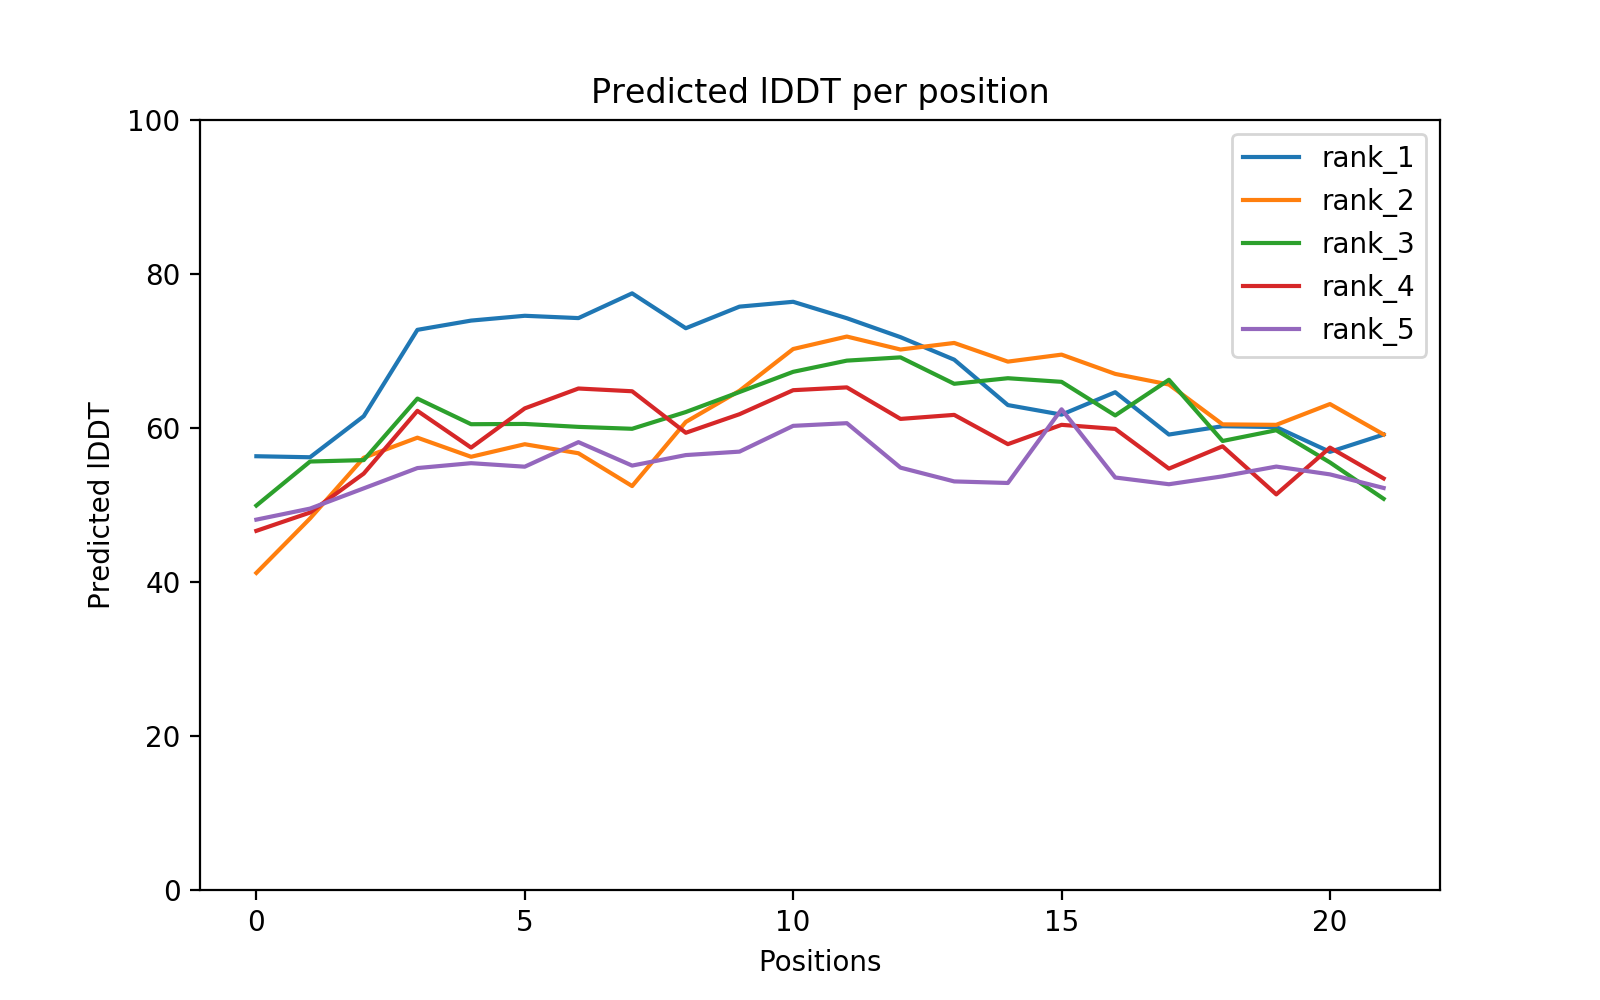 Predicted lDDT per position
100
80
60
40
20
0
Predicted lDDT
0 5 10 15 20
Positions
rank_1
rank_2
rank_3
rank_4
rank_5